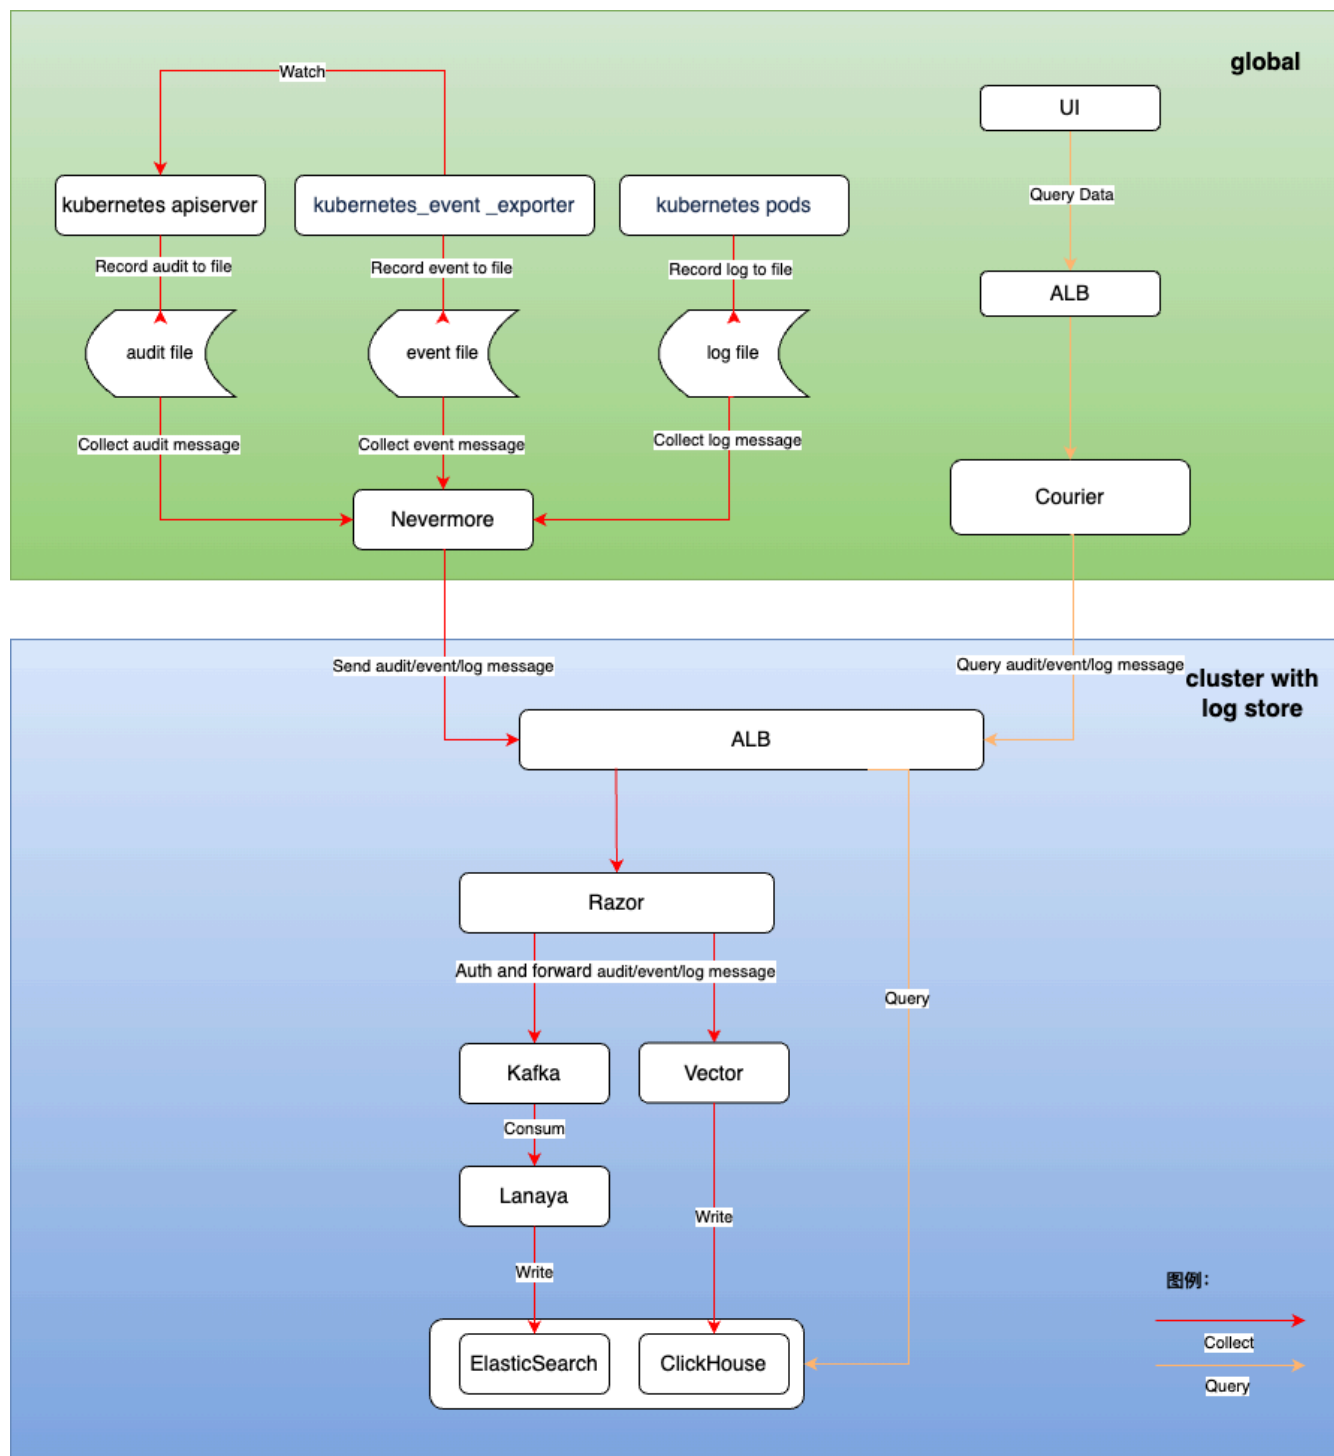 global
Watch
UI
kubernetes apiserver
kubernetes_event _exporter
kubernetes pods
Query Data
Record audit to file
Record event to file
Record log to file
ALB
audit file
event file
log file
Collect audit message
Collect event message
Collect log message
Courier
Nevermore
Send audit/event/log message
Query audit/event/log message
cluster with
log store
ALB
Razor
Auth and forward audit/event/log message
Query
Kafka
Vector
Consum
Lanaya
Write
Write
ElasticSearch
ClickHouse
图例：
Collect
Query